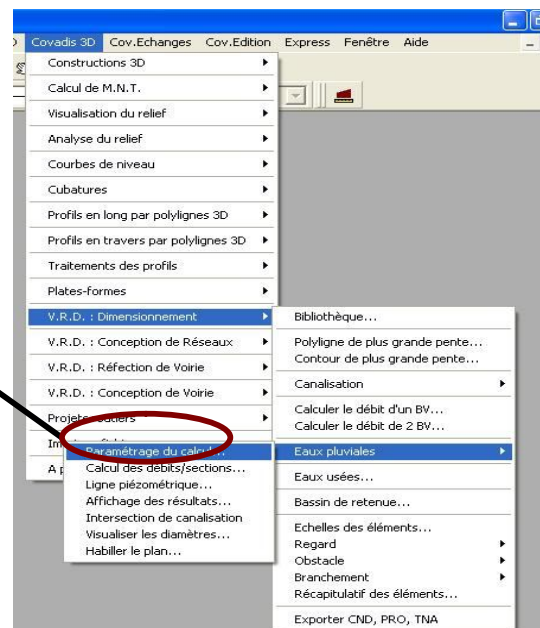 Covadis 3D Cov.Echanges Cov.Edition Express Fenêtre Aide
Constructions 3D
Calcul de M.N.T.
Visualisation du relief
Analyse du relief
Courbes de niveau
Cubatures
Profils en long par polylignes 3D
Profils en travers par polylignes 3D
Traitements des profils
Plates-formes
V.R.D. : Dimensionnement
V.R.D. : Conception de Réseaux
V.R.D. : Réfection de Voirie
V.R.D. : Conception de Voirie
Bibliothèque...
Polyligne de plus grande pente...
Contour de plus grande pente...
Canalisation
Calculer le débit d'un BV...
Calculer le débit de 2 BV...
Eaux pluviales
Eaux usées...
Bassin de retenue...
Echelles des éléments...
Regard
Obstacle
Branchement
Récapitulatif des éléments...
Exporter CND, PRO, TNA
Paramétrage du calcul...
Calcul des débits/sections...
Ligne piézométrique...
Affichage des résultats...
Intersection de canalisation
Visualiser les diamètres...
Habiller le plan...